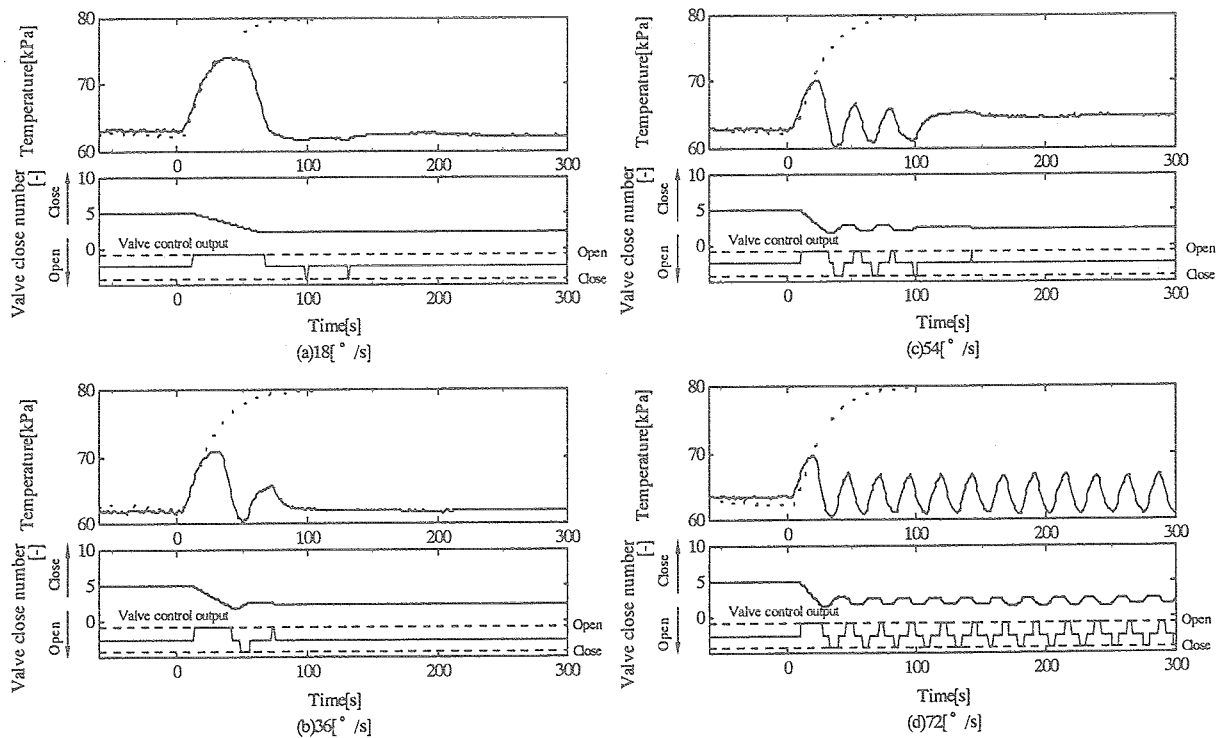 80
Temperature[kPa]
70
60
0
100
200
300
Valve close number
[-]
Close
Open
10
5
0
Valve control output
Open
Close
0
100
200
300
Time[s]
(a)18[° /s]
80
Temperature[kPa]
70
60
0
100
200
300
Valve close number
[-]
Close
Open
10
5
0
Valve control output
Open
Close
0
100
200
300
Time[s]
(c)54[° /s]
80
Temperature[kPa]
70
60
0
100
200
300
Valve close number
[-]
Close
Open
10
5
0
Valve control output
Open
Close
0
100
200
300
Time[s]
(b)36[° /s]
80
Temperature[kPa]
70
60
0
100
200
300
Valve close number
[-]
Close
Open
10
5
0
Valve control output
Open
Close
0
100
200
300
Time[s]
(d)72[° /s]